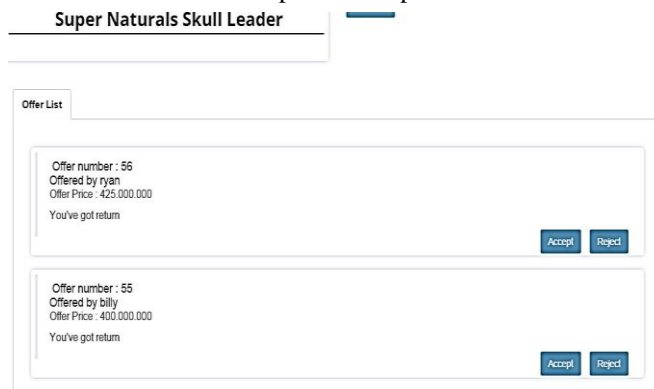 Super Naturals Skull Leader
Offer List
Offer number : 56
Offered by ryan
Offer Price : 425.000.000
You've got return
Accept Reject
Offer number : 55
Offered by billy
Offer Price : 400.000.000
You've got return
Accept Reject